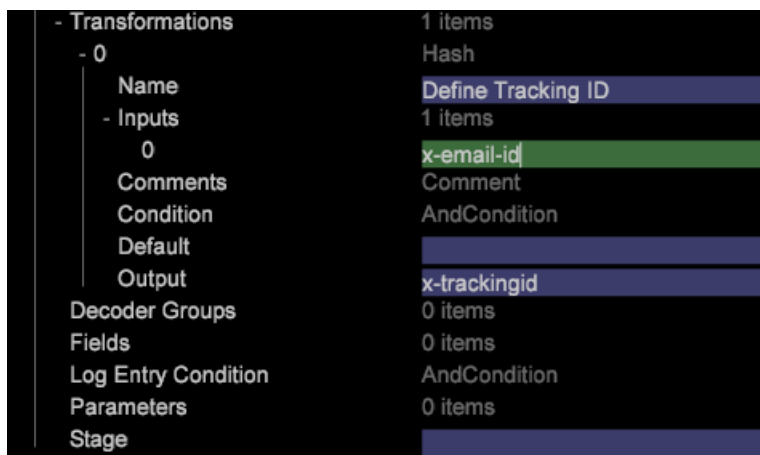 - Transformations 1 items
- 0 Hash
Name Define Tracking ID
- Inputs 1 items
0 x-email-id
Comments Comment
Condition AndCondition
Default
Output x-trackingid
Decoder Groups 0 items
Fields 0 items
Log Entry Condition AndCondition
Parameters 0 items
Stage